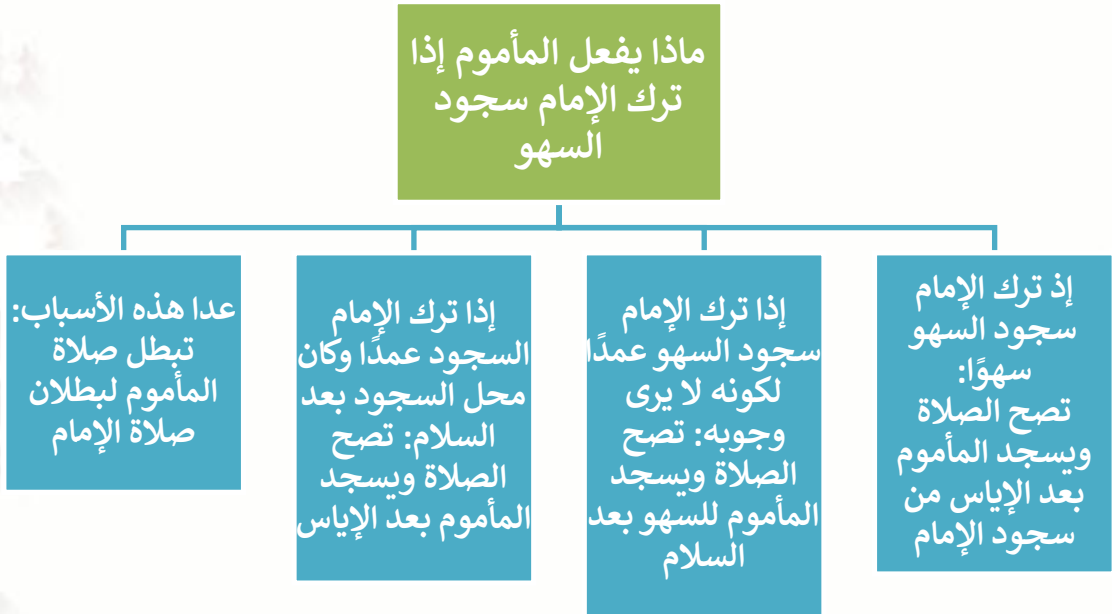 ماذا يفعل المأموم إذا
ترك الإمام سجود
السهو
إذ ترك الإمام
سجود السهو
سهوًا:
تصح الصلاة
ويسجد المأموم
بعد الإياس من
سجود الإمام
إذا ترك الإمام
سجود السهو عمدًا
لكونه لا يرى
وجوبه: تصح
الصلاة ويسجد
المأموم للسهو بعد
السلام
إذا ترك الإمام
السجود عمدًا وكان
محل السجود بعد
السلام: تصح
الصلاة ويسجد
المأموم بعد الإياس
عدا هذه الأسباب:
تبطل صلاة
المأموم لبطلان
صلاة الإمام